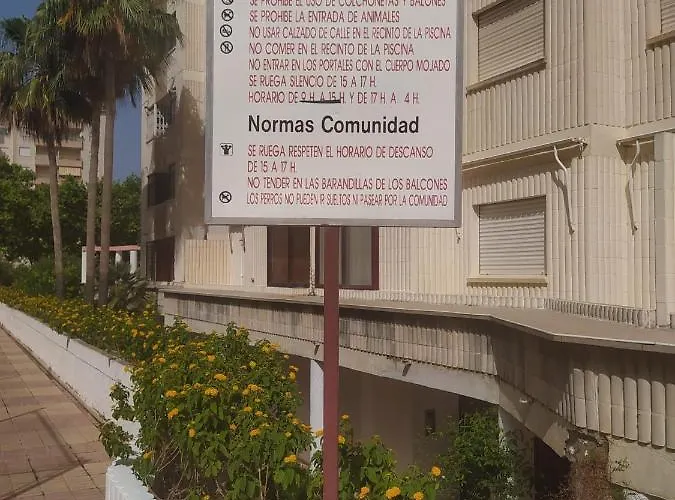 SE PROHIBE EL USO DE COLCHONETAS Y BALONES
SE PROHIBE LA ENTRADA DE ANIMALES
NO USAR CALZADO DE CALLE EN EL RECINTO DE LA PISCINA
NO COMER EN EL RECINTO DE LA PISCINA
NO ENTRAR EN LOS PORTALES CON EL CUERPO MOJADO
SE RUEGA SILENCIO DE 15 A 17 H.
HORARIO DE 9 H. A 15 H. Y DE 17 H. A 4 H.
Normas Comunidad
SE RUEGA RESPETEN EL HORARIO DE DESCANSO
DE 15 A 17 H.
NO TENDER EN LAS BARANDILLAS DE LOS BALCONES
LOS PERROS NO PUEDEN IR SUELTOS NI PASEAR POR LA COMUNIDAD